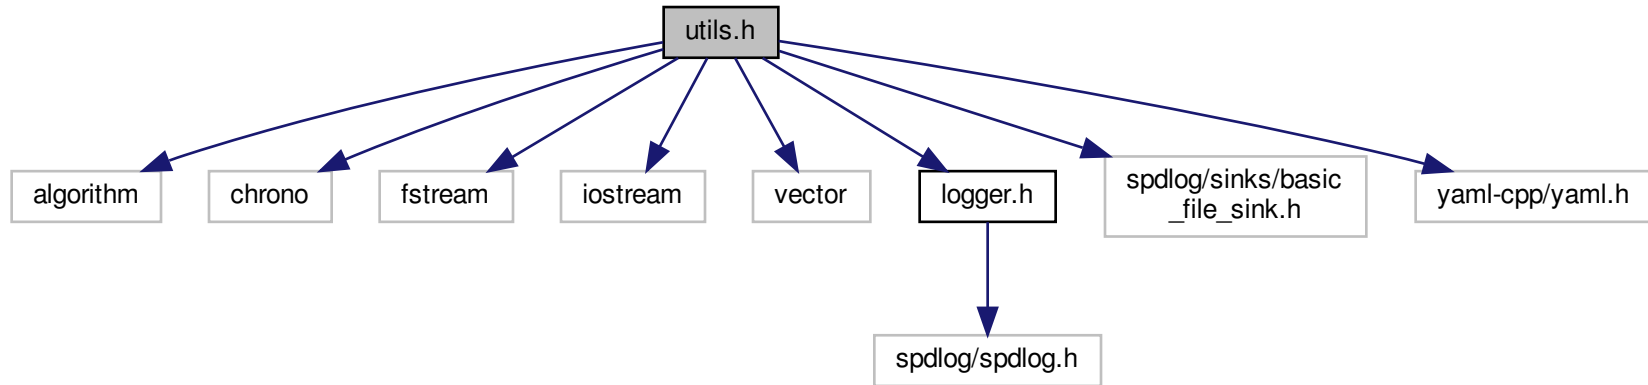 utils.h
algorithm
chrono
fstream
iostream
vector
logger.h
spdlog/sinks/basic
_file_sink.h
yaml-cpp/yaml.h
spdlog/spdlog.h